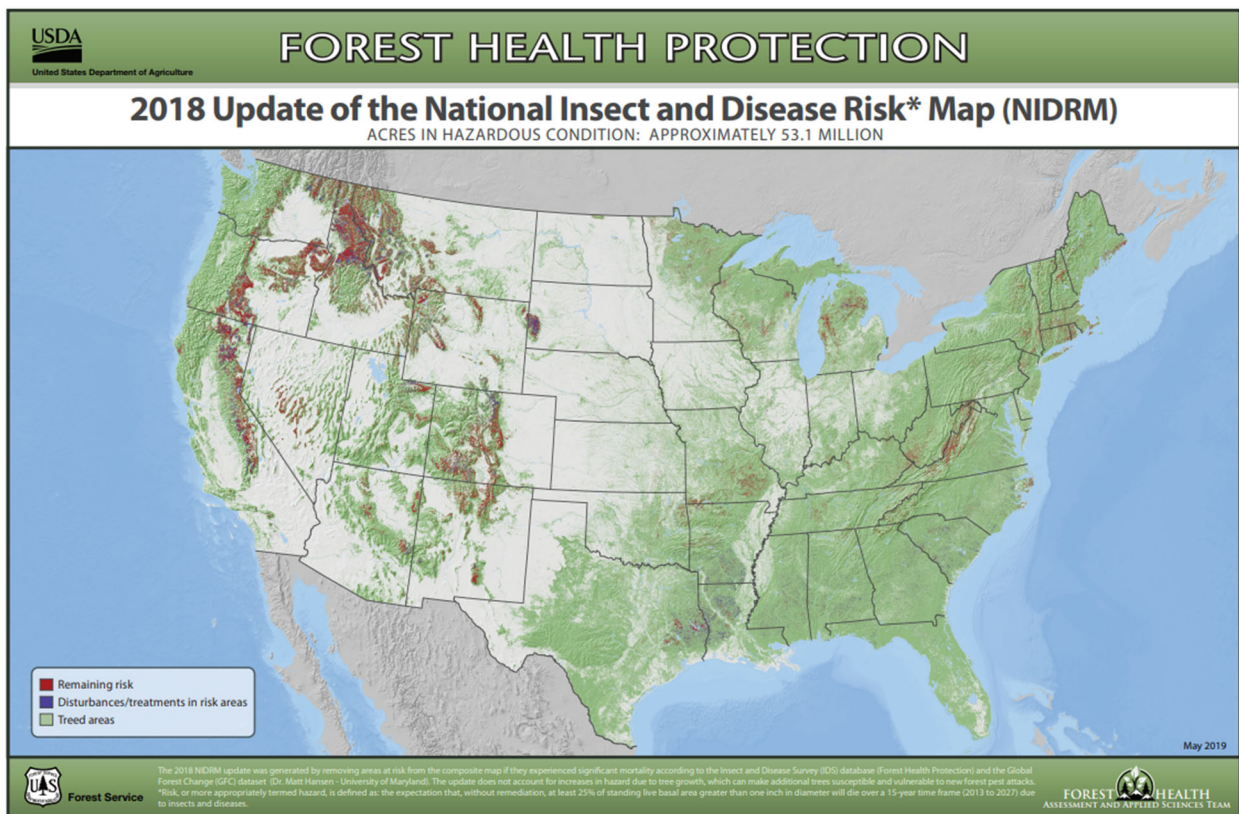 USDA
United States Department of Agriculture
FOREST HEALTH PROTECTION
2018 Update of the National Insect and Disease Risk* Map (NIDRM)
ACRES IN HAZARDOUS CONDITION: APPROXIMATELY 53.1 MILLION
Remaining risk
Disturbances/treatments in risk areas
Treed areas
May 2019
FOREST SERVICE
U S
Forest Service
The 2018 NIDRM update was generated by removing areas at risk from the composite map if they experienced significant mortality according to the Insect and Disease Survey (IDS) database (Forest Health Protection) and the Global
Forest Change (GFC) dataset (Dr. Matt Hansen - University of Maryland). The update does not account for increases in hazard due to tree growth, which can make additional trees susceptible and vulnerable to new forest pest attacks.
*Risk, or more appropriately termed hazard, is defined as: the expectation that, without remediation, at least 25% of standing live basal area greater than one inch in diameter will die over a 15-year time frame (2013 to 2027) due
to insects and diseases.
FOREST HEALTH
ASSESSMENT AND APPLIED SCIENCES TEAM